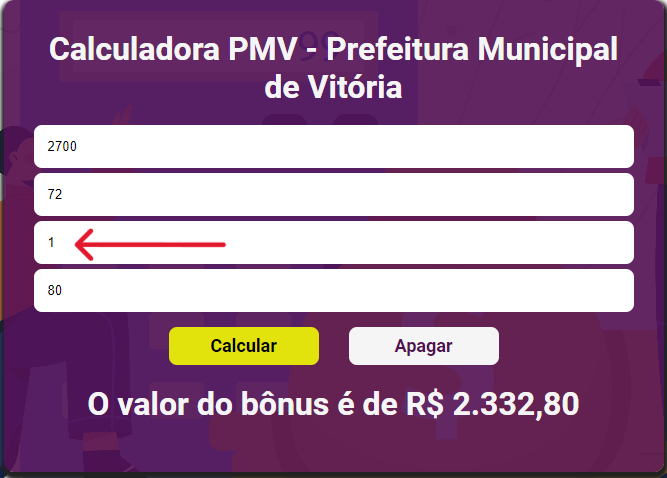 Calculadora PMV - Prefeitura Municipal
de Vitória
2700
72
1
80
Calcular
Apagar
O valor do bônus é de R$ 2.332,80